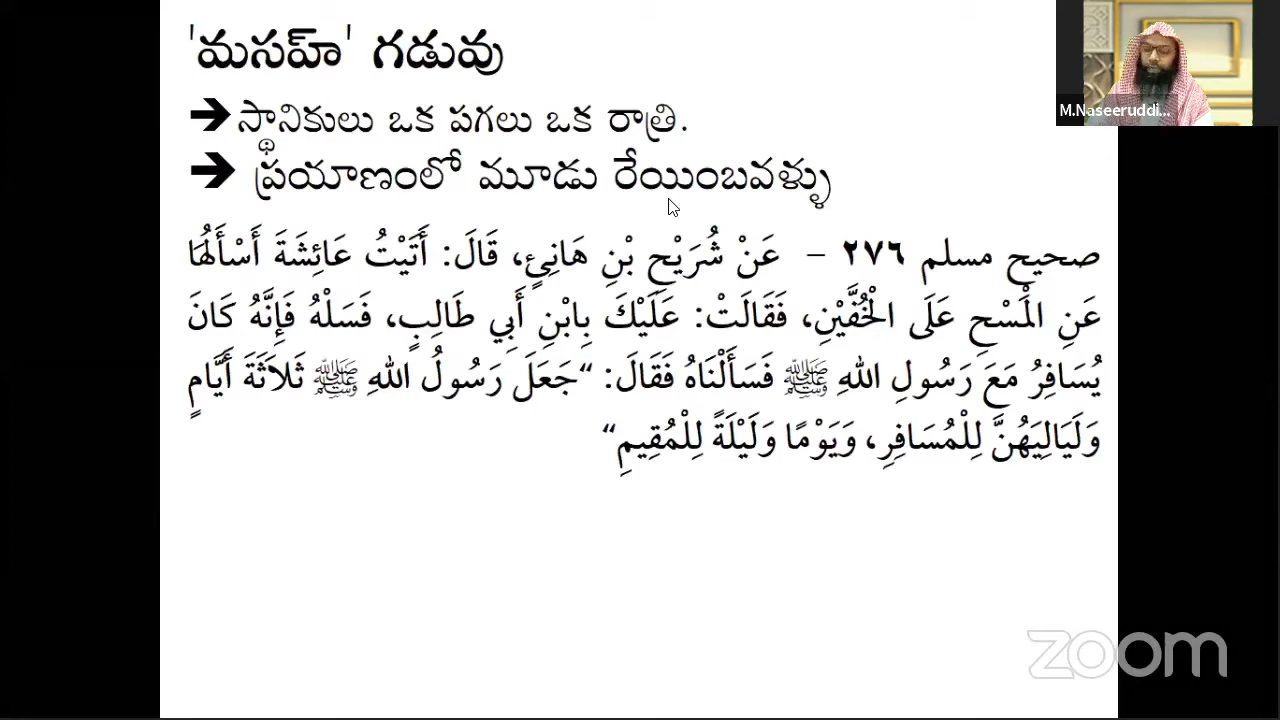 'మసహ్' గడువు
➔స్థానికులు ఒక పగలు ఒక రాత్రి.
➔ ప్రయాణంలో మూడు రేయింబవళ్ళు
صحيح مسلم ٢٧٦ – عَنْ شُرَيْحِ بْنِ هَانِئٍ، قَالَ: أَتَيْتُ عَائِشَةَ أَسْأَلُهَا
عَنِ الْمَسْحِ عَلَى الْخُفَّيْنِ، فَقَالَتْ: عَلَيْكَ بِابْنِ أَبِي طَالِبٍ، فَسَلْهُ فَإِنَّهُ كَانَ
يُسَافِرُ مَعَ رَسُولِ اللهِ ﷺ فَسَأَلْنَاهُ فَقَالَ: “جَعَلَ رَسُولُ اللهِ ﷺ ثَلَاثَةَ أَيَّامٍ
وَلَيَالِيَهُنَّ لِلْمُسَافِرِ، وَيَوْمًا وَلَيْلَةً لِلْمُقِيمِ”
M.Naseeruddi...
zoom